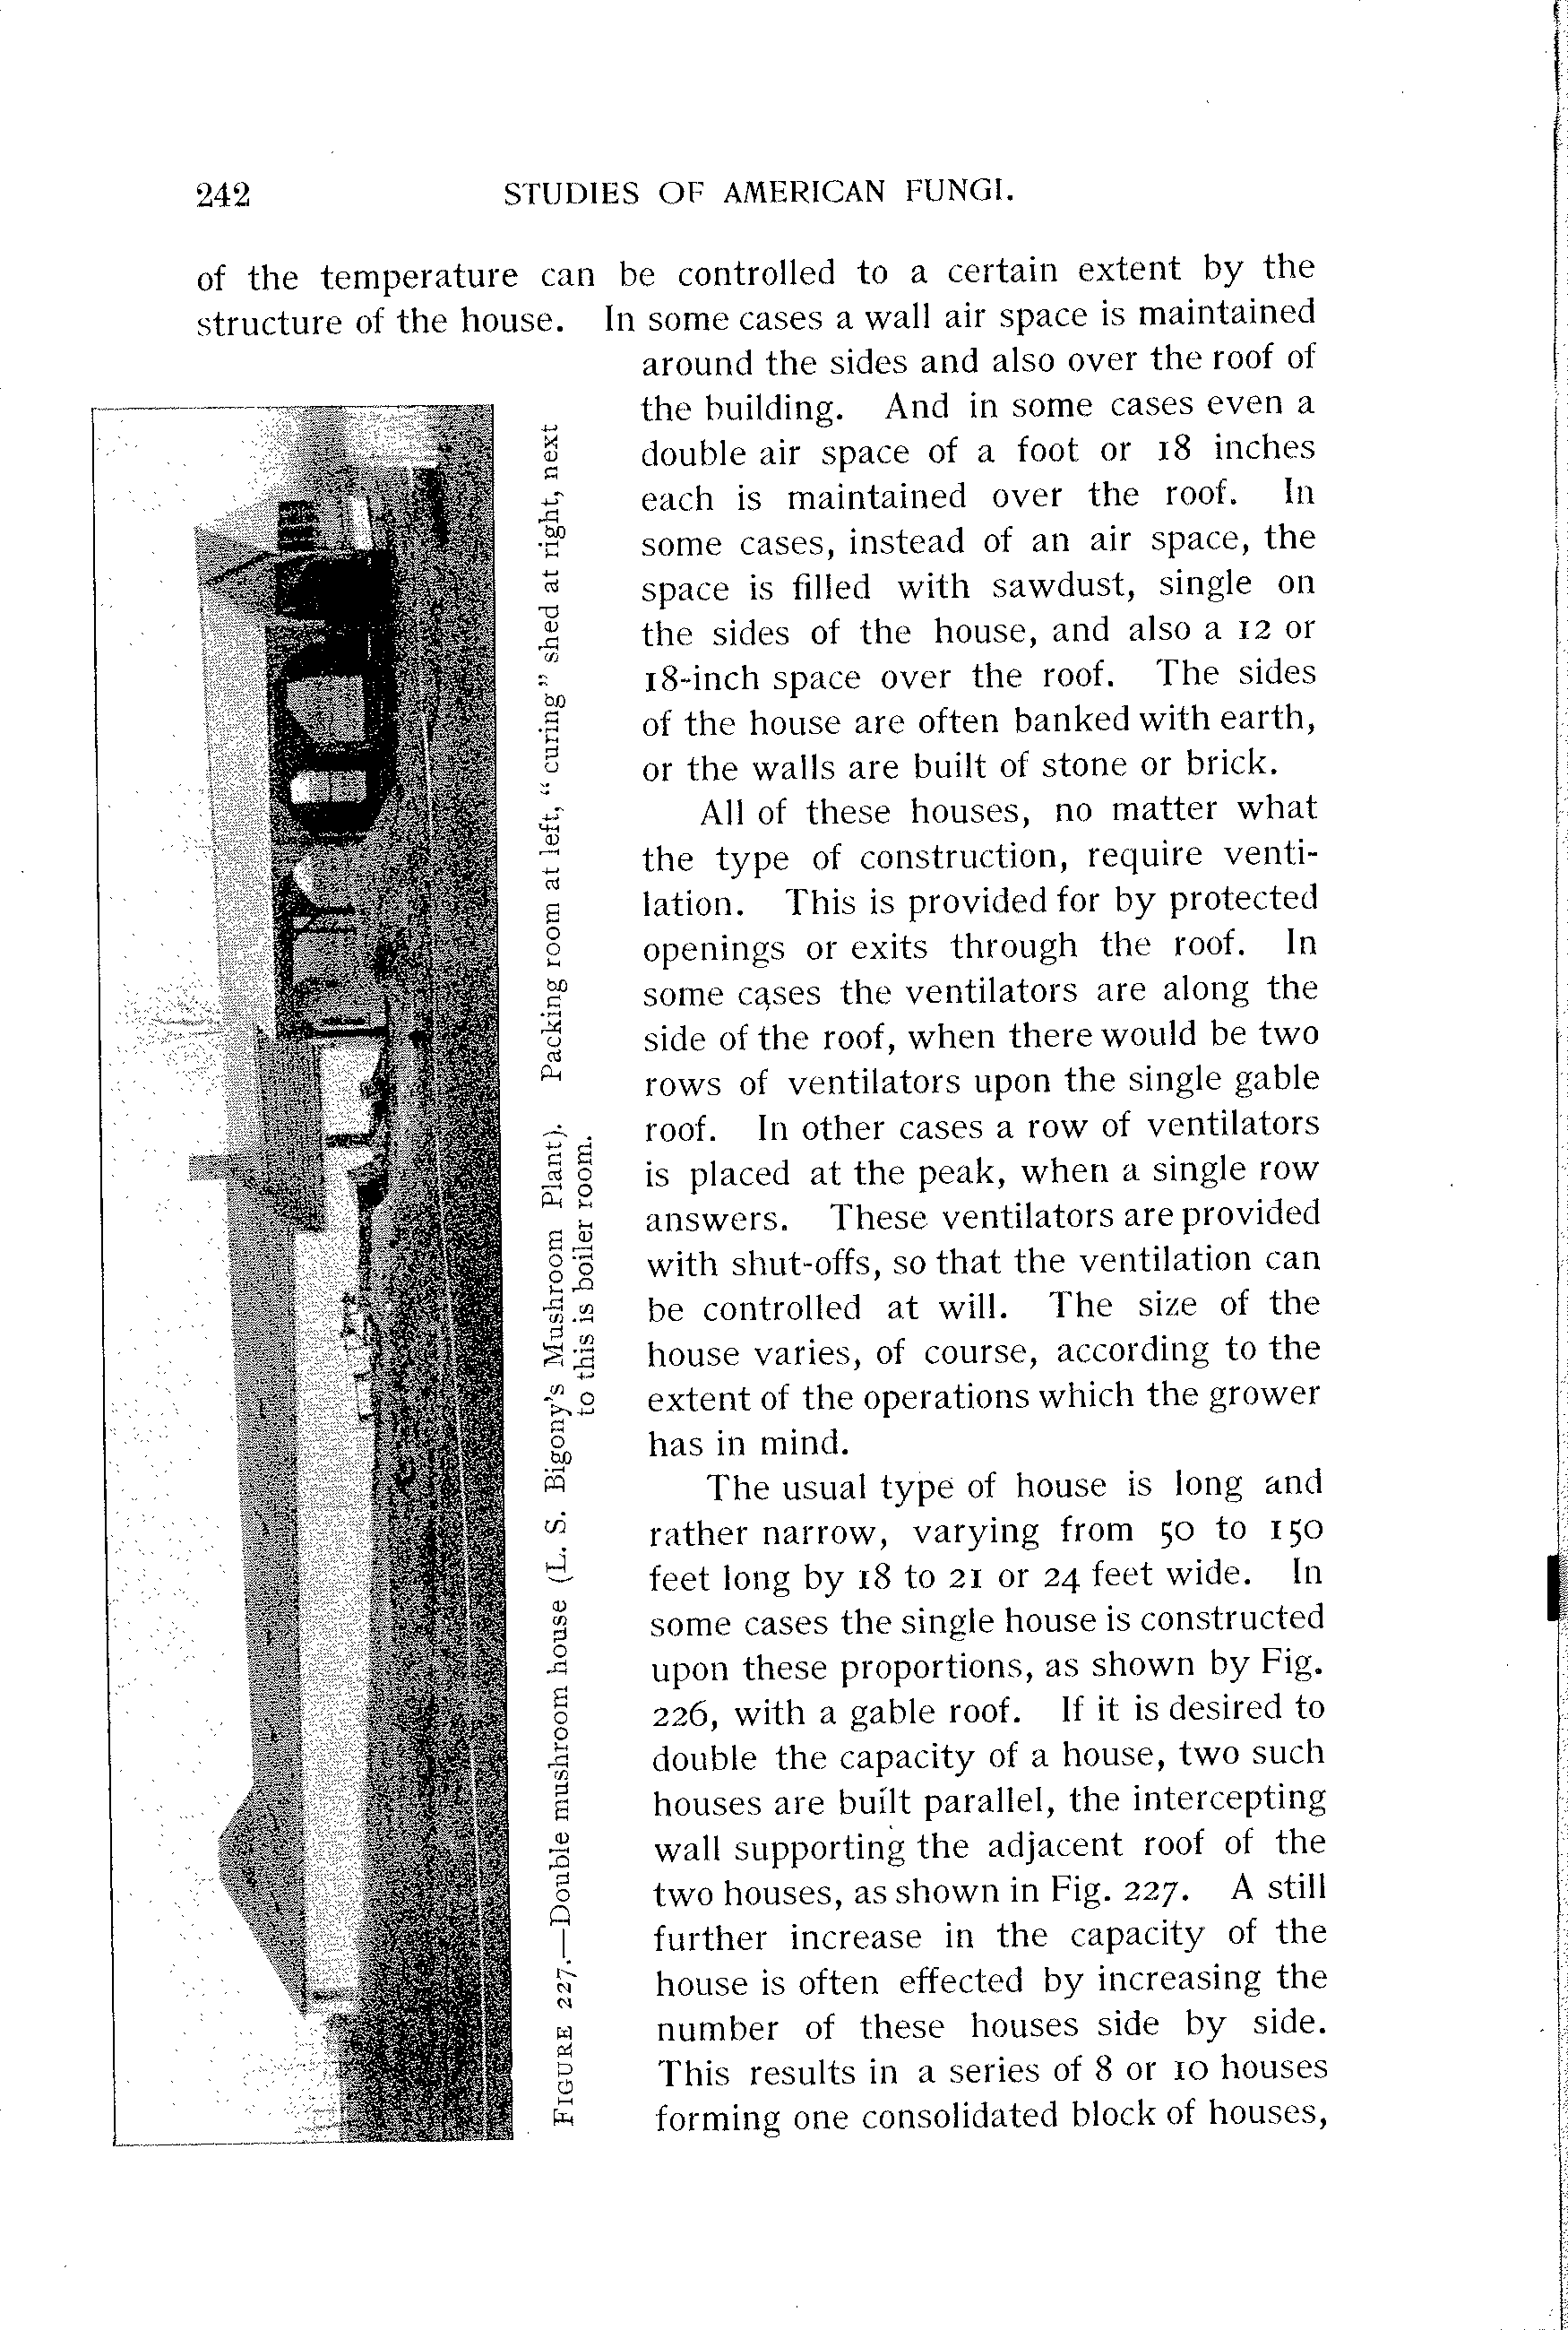 242 STUDIES OF AMERICAN FUNGI.
of the temperature can be controlled to a certain extent by the
structure of the house. In some cases a wall air space is maintained
around the sides and also over the roof of
the building. And in some cases even a
double air space of a foot or 18 inches
each is maintained over the roof. In
some cases, instead of an air space, the
space is filled with sawdust, single on
the sides of the house, and also a 12 or
18-inch space over the roof. The sides
of the house are often banked with earth,
or the walls are built of stone or brick.
All of these houses, no matter what
the type of construction, require venti-
lation. This is provided for by protected
openings or exits through the roof. In
some cases the ventilators are along the
side of the roof, when there would be two
rows of ventilators upon the single gable
roof. In other cases a row of ventilators
is placed at the peak, when a single row
answers. These ventilators are provided
with shut-offs, so that the ventilation can
be controlled at will. The size of the
house varies, of course, according to the
extent of the operations which the grower
has in mind.
The usual type of house is long and
rather narrow, varying from 50 to 150
feet long by 18 to 21 or 24 feet wide. In
some cases the single house is constructed
upon these proportions, as shown by Fig.
226, with a gable roof. If it is desired to
double the capacity of a house, two such
houses are built parallel, the intercepting
wall supporting the adjacent roof of the
two houses, as shown in Fig. 227. A still
further increase in the capacity of the
house is often effected by increasing the
number of these houses side by side.
This results in a series of 8 or 10 houses
forming one consolidated block of houses,
FIGURE 227.—Double mushroom house (L. S. Bigony's Mushroom Plant). Packing room at left, "curing" shed at right, next
to this is boiler room.